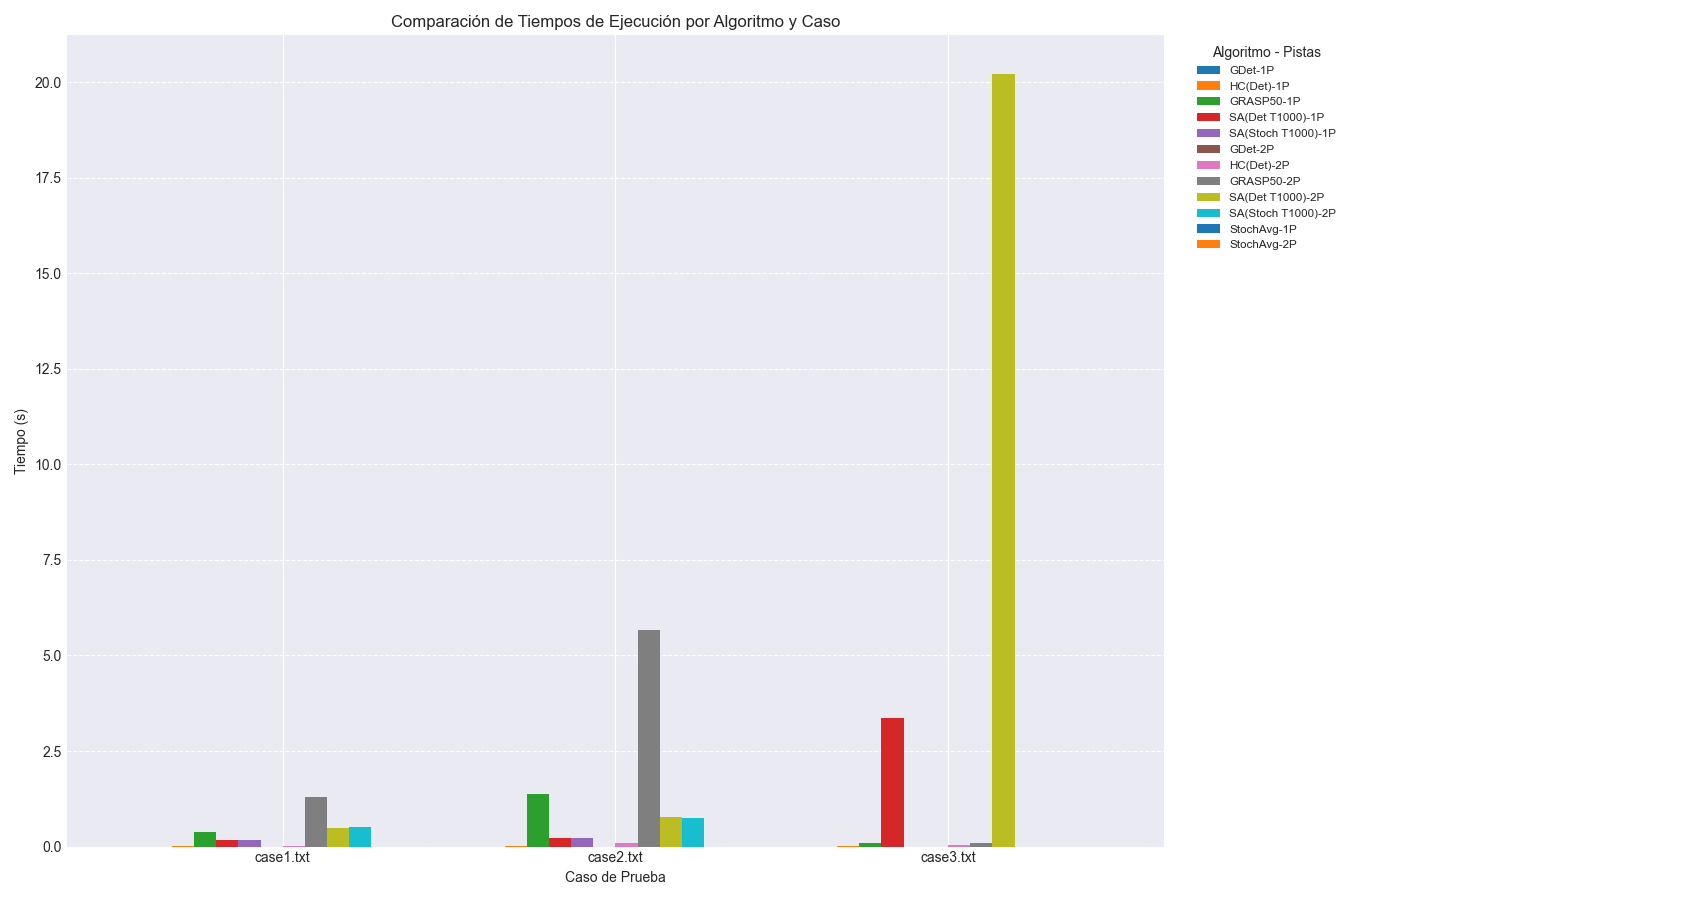 Comparación de Tiempos de Ejecución por Algoritmo y Caso
Tiempo (s)
20.0
17.5
15.0
12.5
10.0
7.5
5.0
2.5
0.0
case1.txt
case2.txt
case3.txt
Caso de Prueba
Algoritmo - Pistas
GDet-1P
HC(Det)-1P
GRASP50-1P
SA(Det T1000)-1P
SA(Stoch T1000)-1P
GDet-2P
HC(Det)-2P
GRASP50-2P
SA(Det T1000)-2P
SA(Stoch T1000)-2P
StochAvg-1P
StochAvg-2P